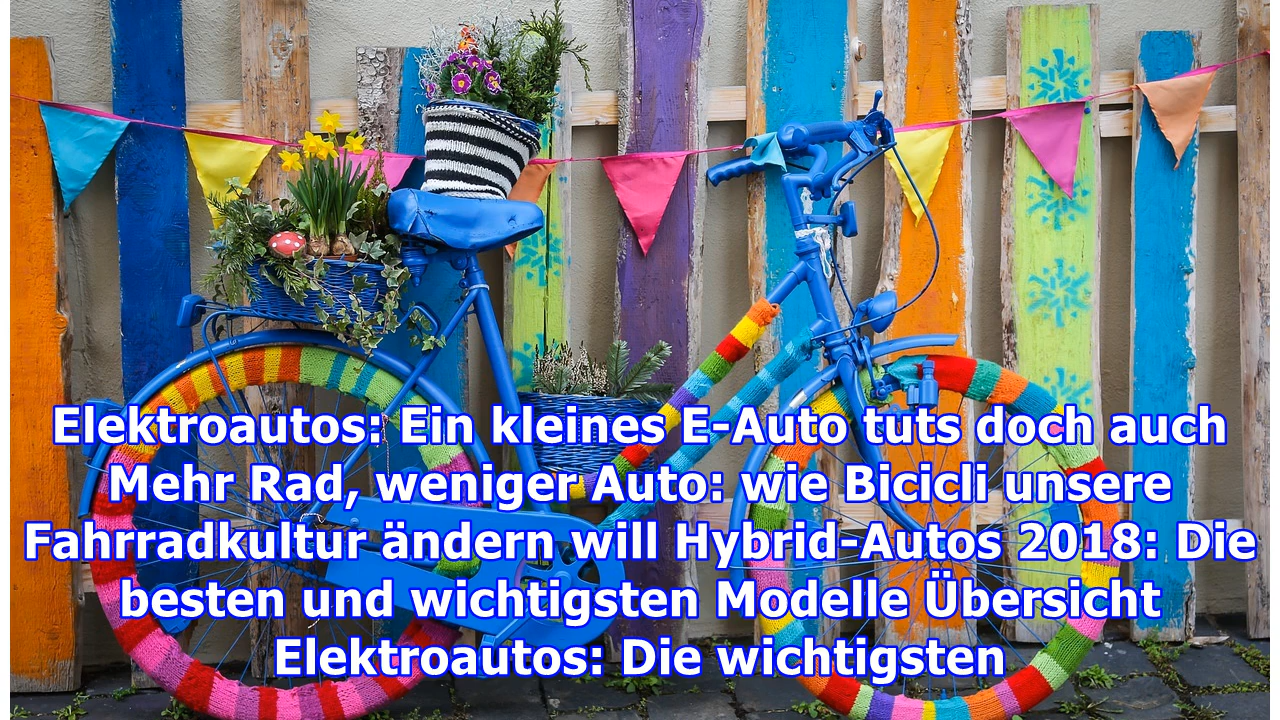 Elektroautos: Ein kleines E-Auto tuts doch auch
Mehr Rad, weniger Auto: wie Bicicli unsere
Fahrradkultur ändern will Hybrid-Autos 2018: Die
besten und wichtigsten Modelle Übersicht
Elektroautos: Die wichtigsten